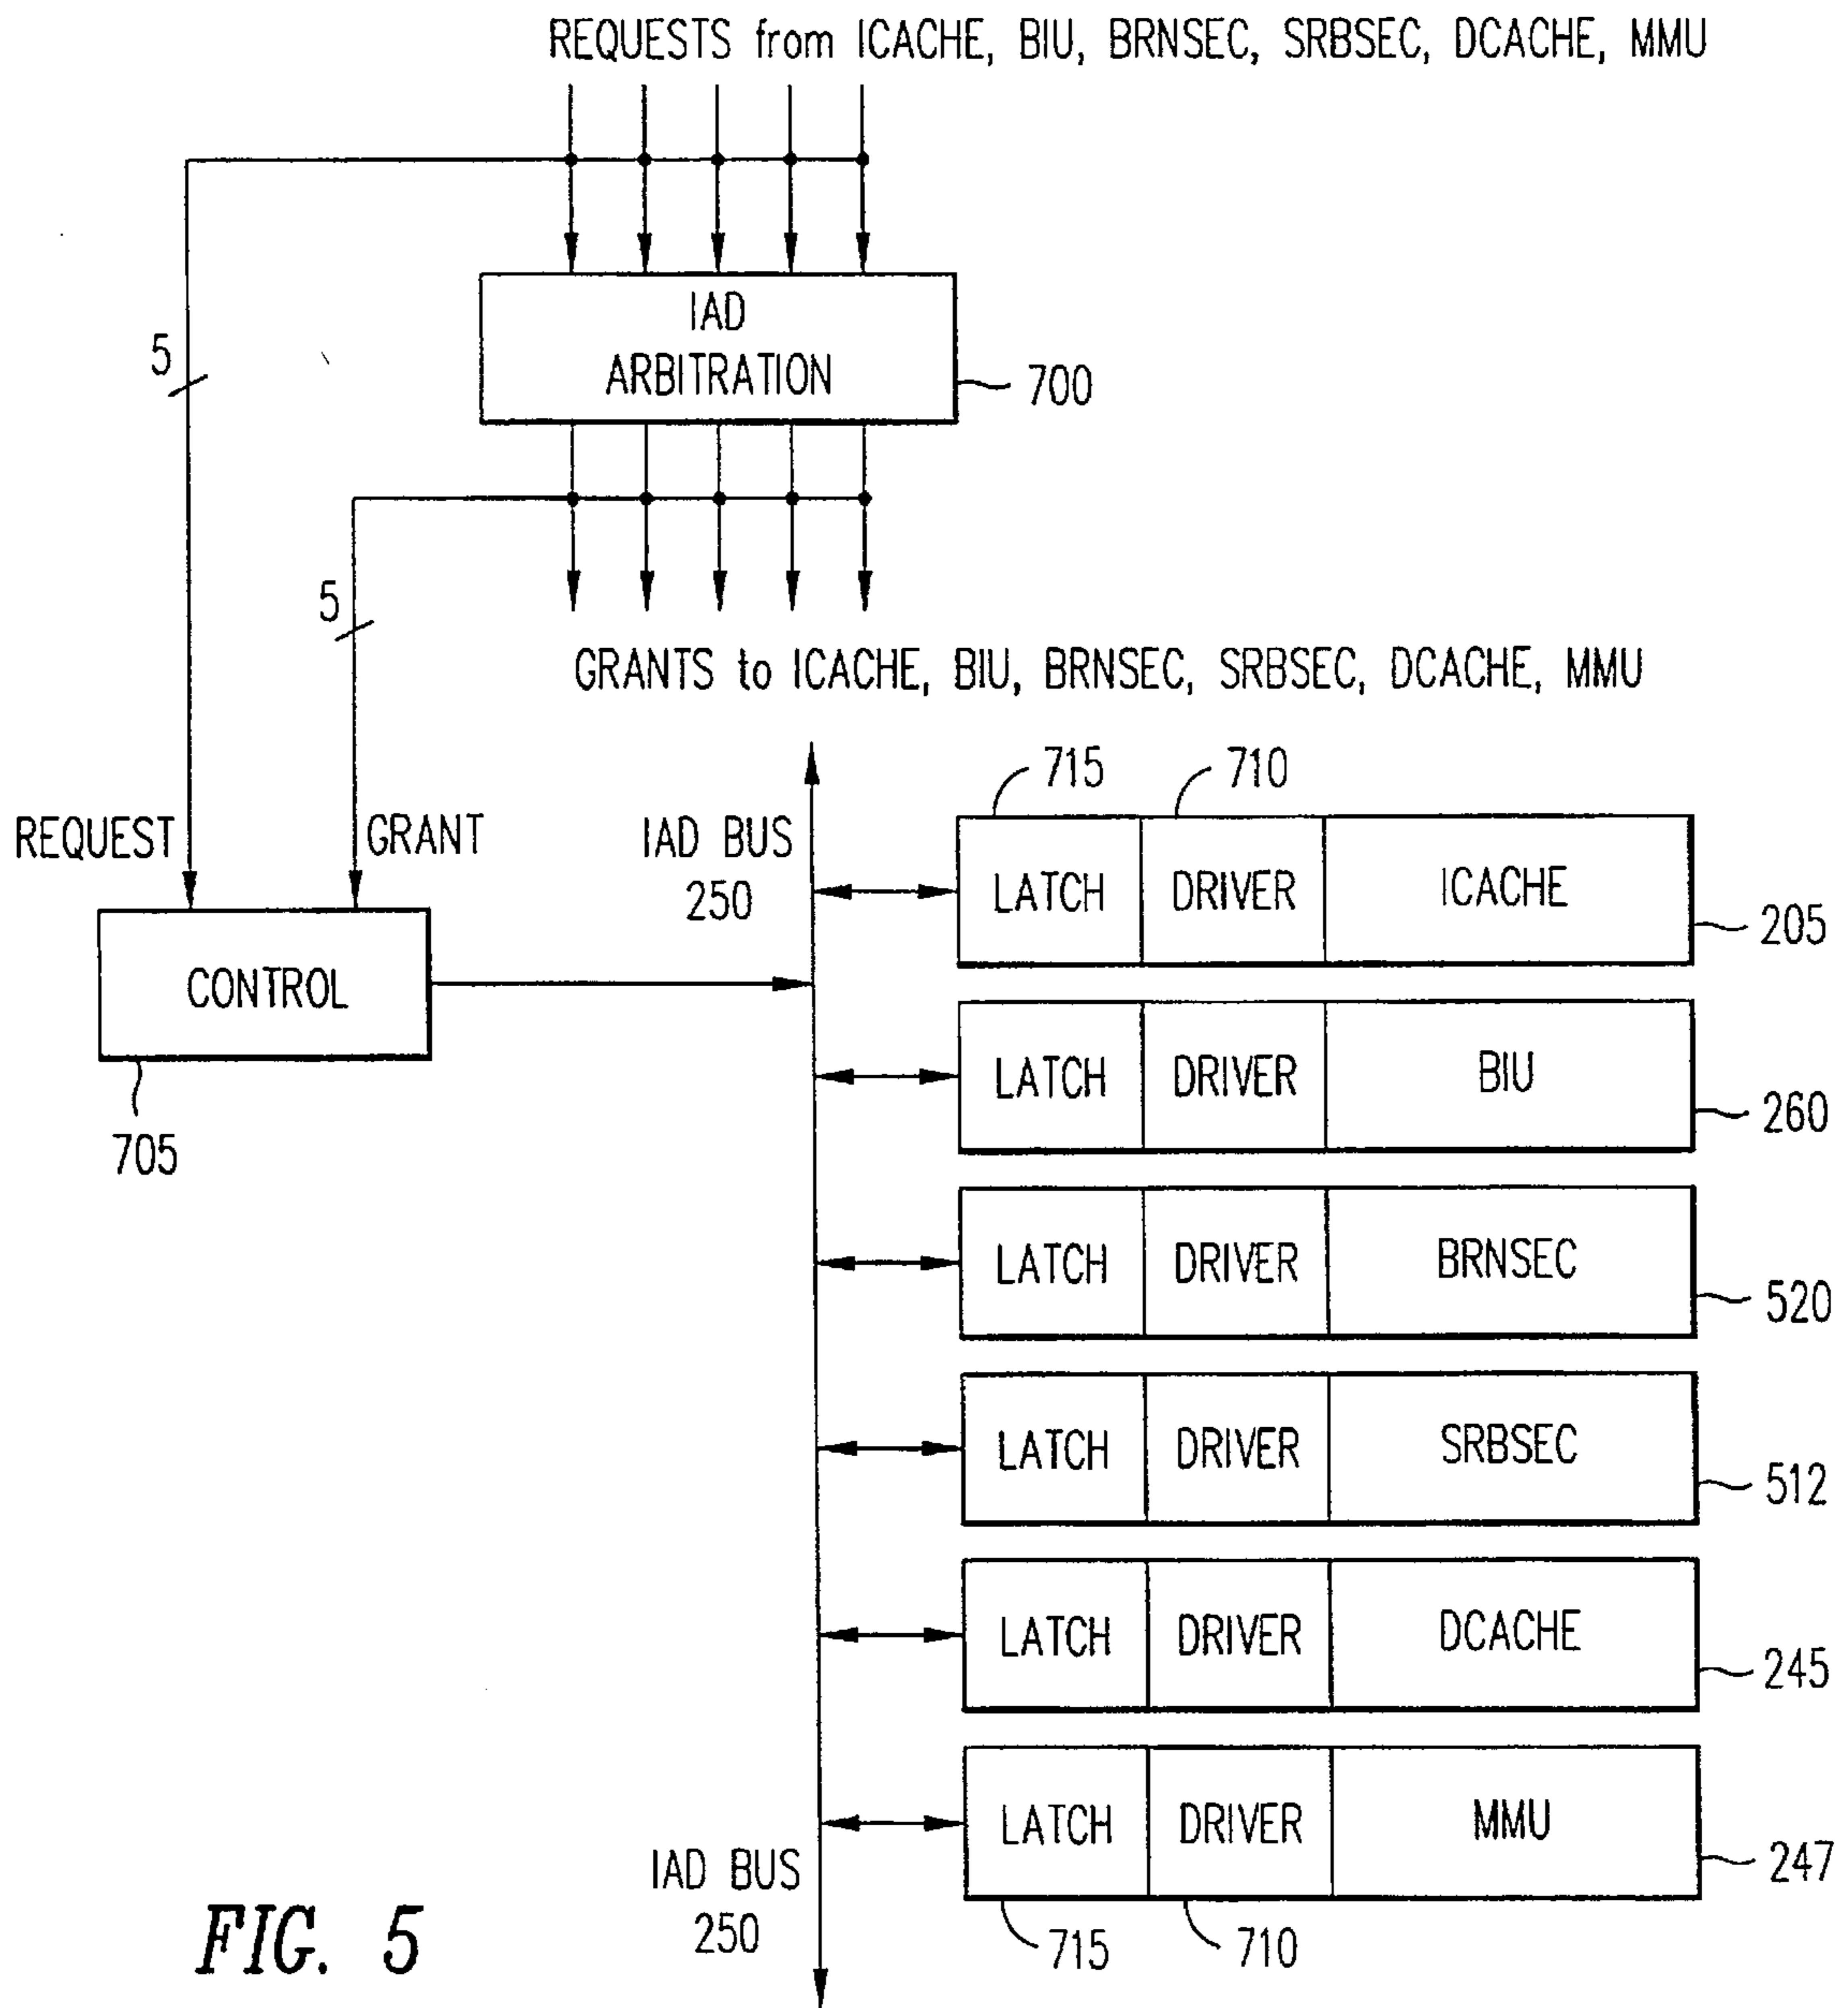 REQUESTS from ICACHE, BIU, BRNSEC, SRBSEC, DCACHE, MMU
IAD
ARBITRATION
700
5
5
GRANTS to ICACHE, BIU, BRNSEC, SRBSEC, DCACHE, MMU
REQUEST
GRANT
CONTROL
705
IAD BUS
250
715
710
LATCH DRIVER ICACHE
205
LATCH DRIVER BIU
260
LATCH DRIVER BRNSEC
520
LATCH DRIVER SRBSEC
512
LATCH DRIVER DCACHE
245
LATCH DRIVER MMU
247
IAD BUS
250
715
710
FIG. 5